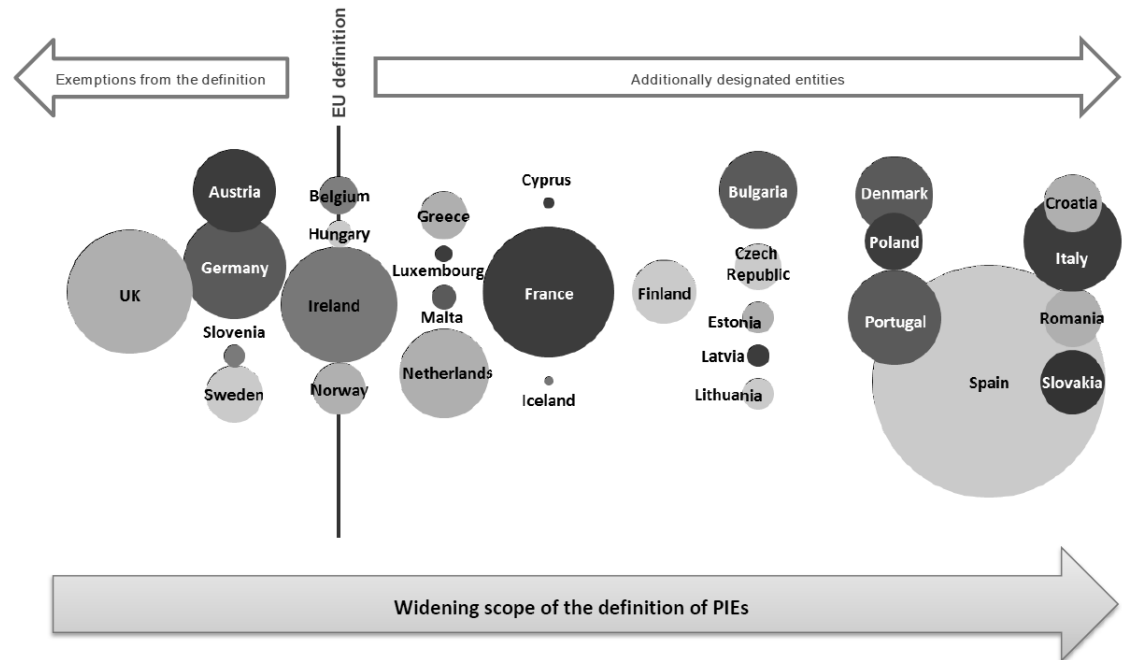 EU definition
Exemptions from the definition
Additionally designated entities
Austria
Belgium
Cyprus
Bulgaria
Denmark
Croatia
Greece
Hungary
Poland
Italy
Germany
Luxembourg
Czech
Republic
UK
Ireland
Malta
France
Finland
Estonia
Portugal
Romania
Slovenia
Latvia
Netherlands
Spain
Slovakia
Sweden
Norway
Iceland
Lithuania
Widening scope of the definition of PIEs